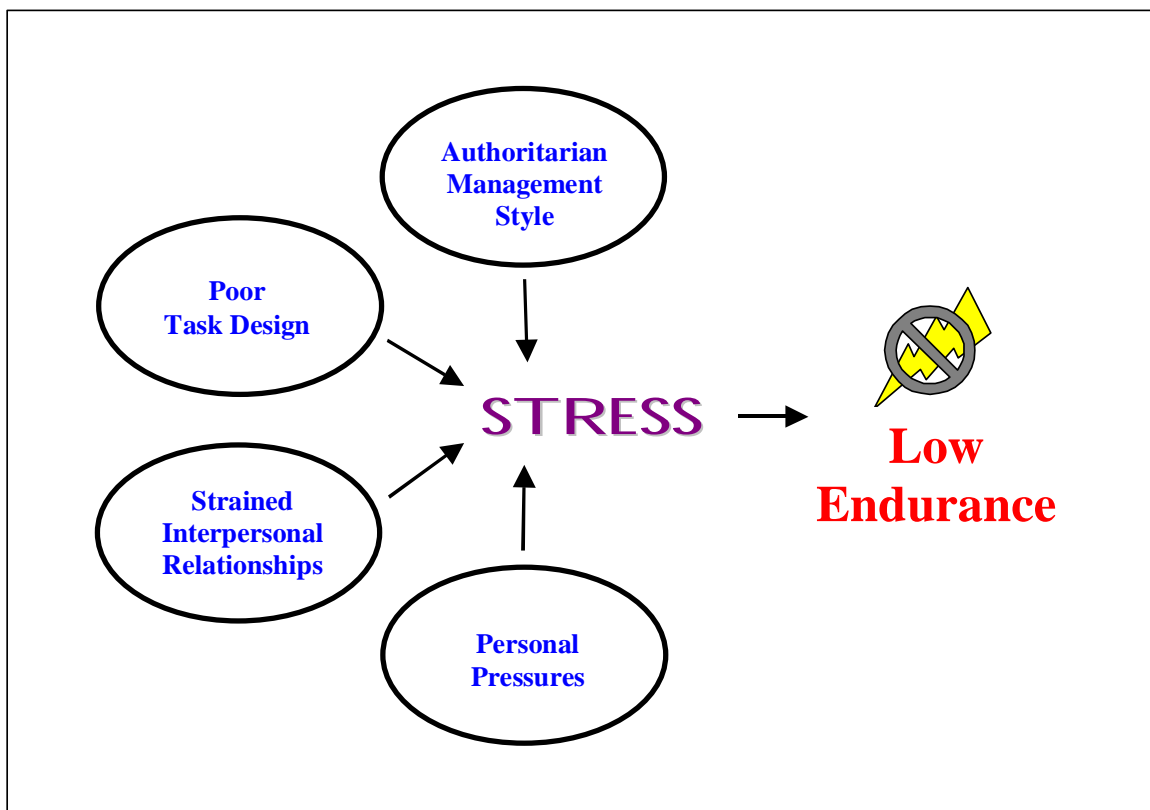 Authoritarian
Management
Style
Poor
Task Design
STRESS
Low
Endurance
Strained
Interpersonal
Relationships
Personal
Pressures